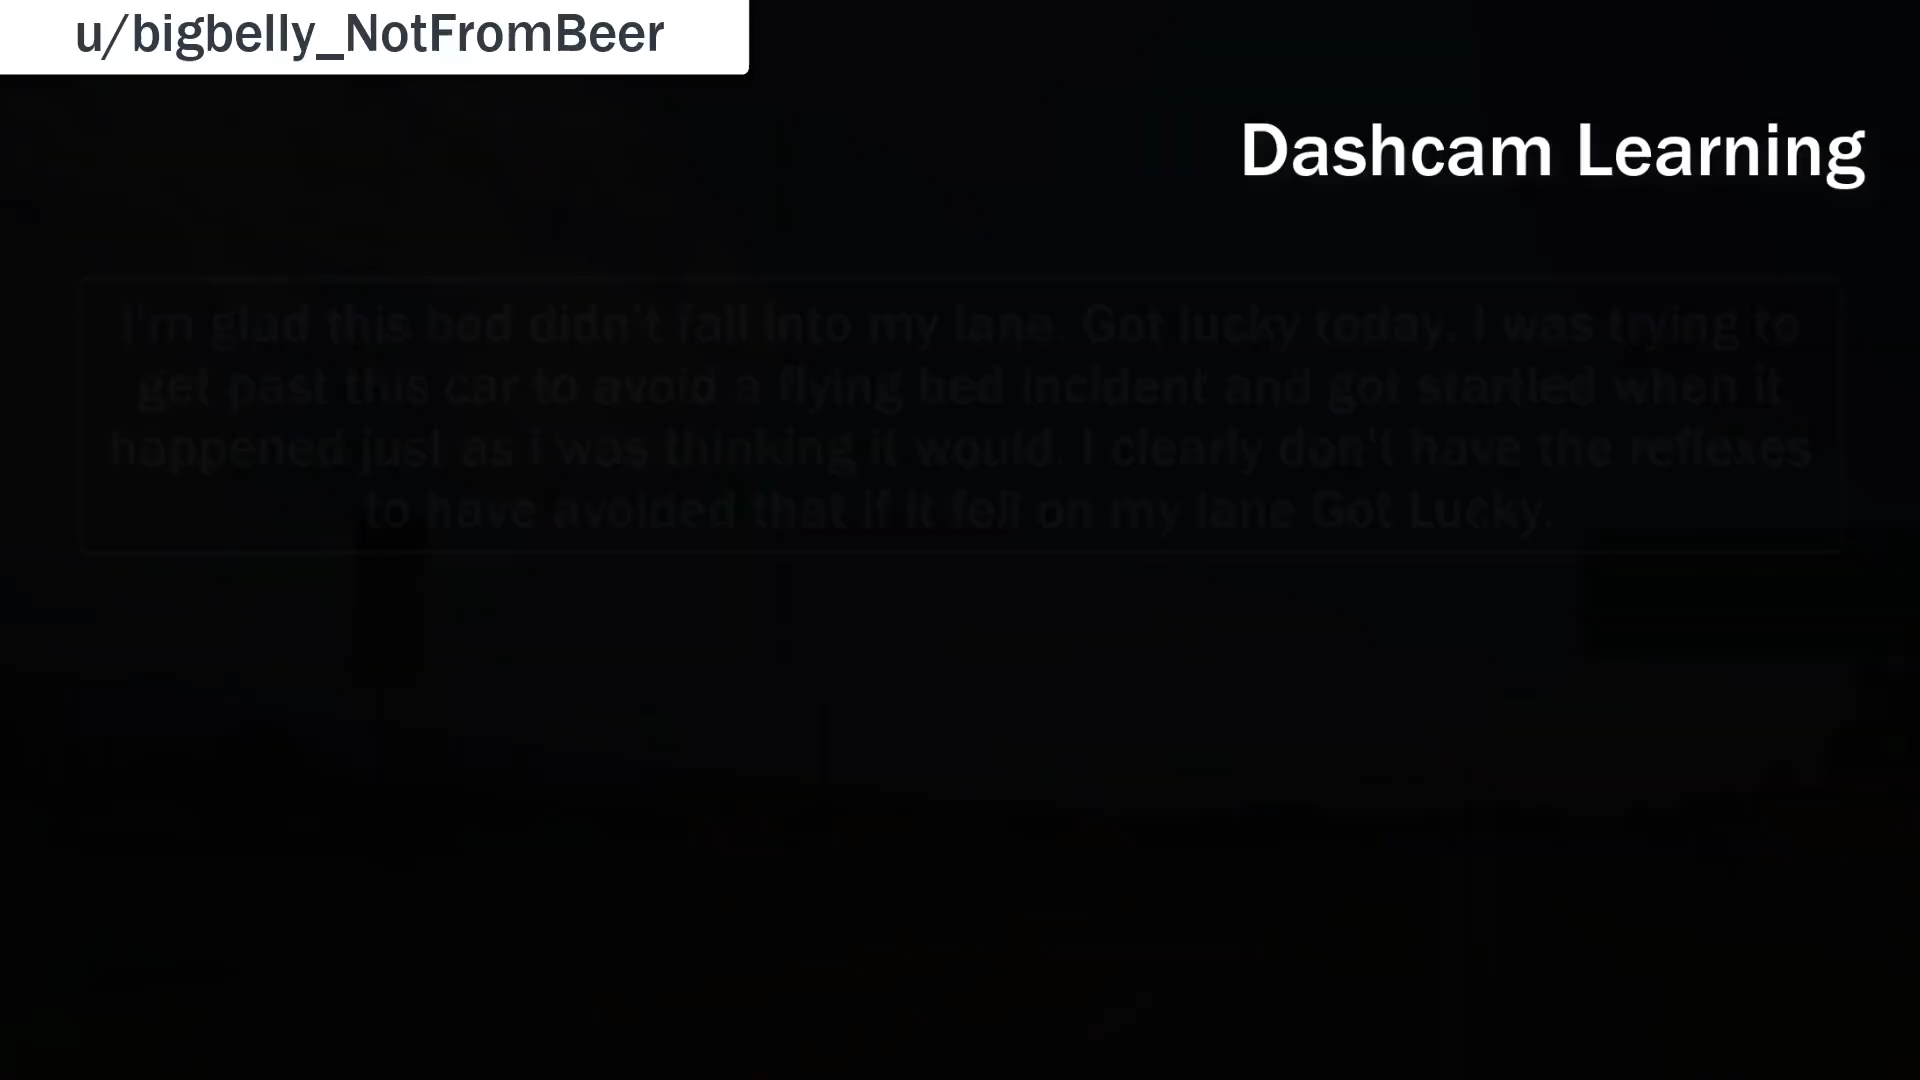 u/bigbelly_NotFromBeer
Dashcam Learning
I'm glad this bed didn't fall into my lane. Got lucky today. I was trying to
get past this car to avoid a flying bed incident and got startled when it
happened just as i was thinking it would. I clearly don't have the reflexes
to have avoided that if it fell on my lane Got Lucky.